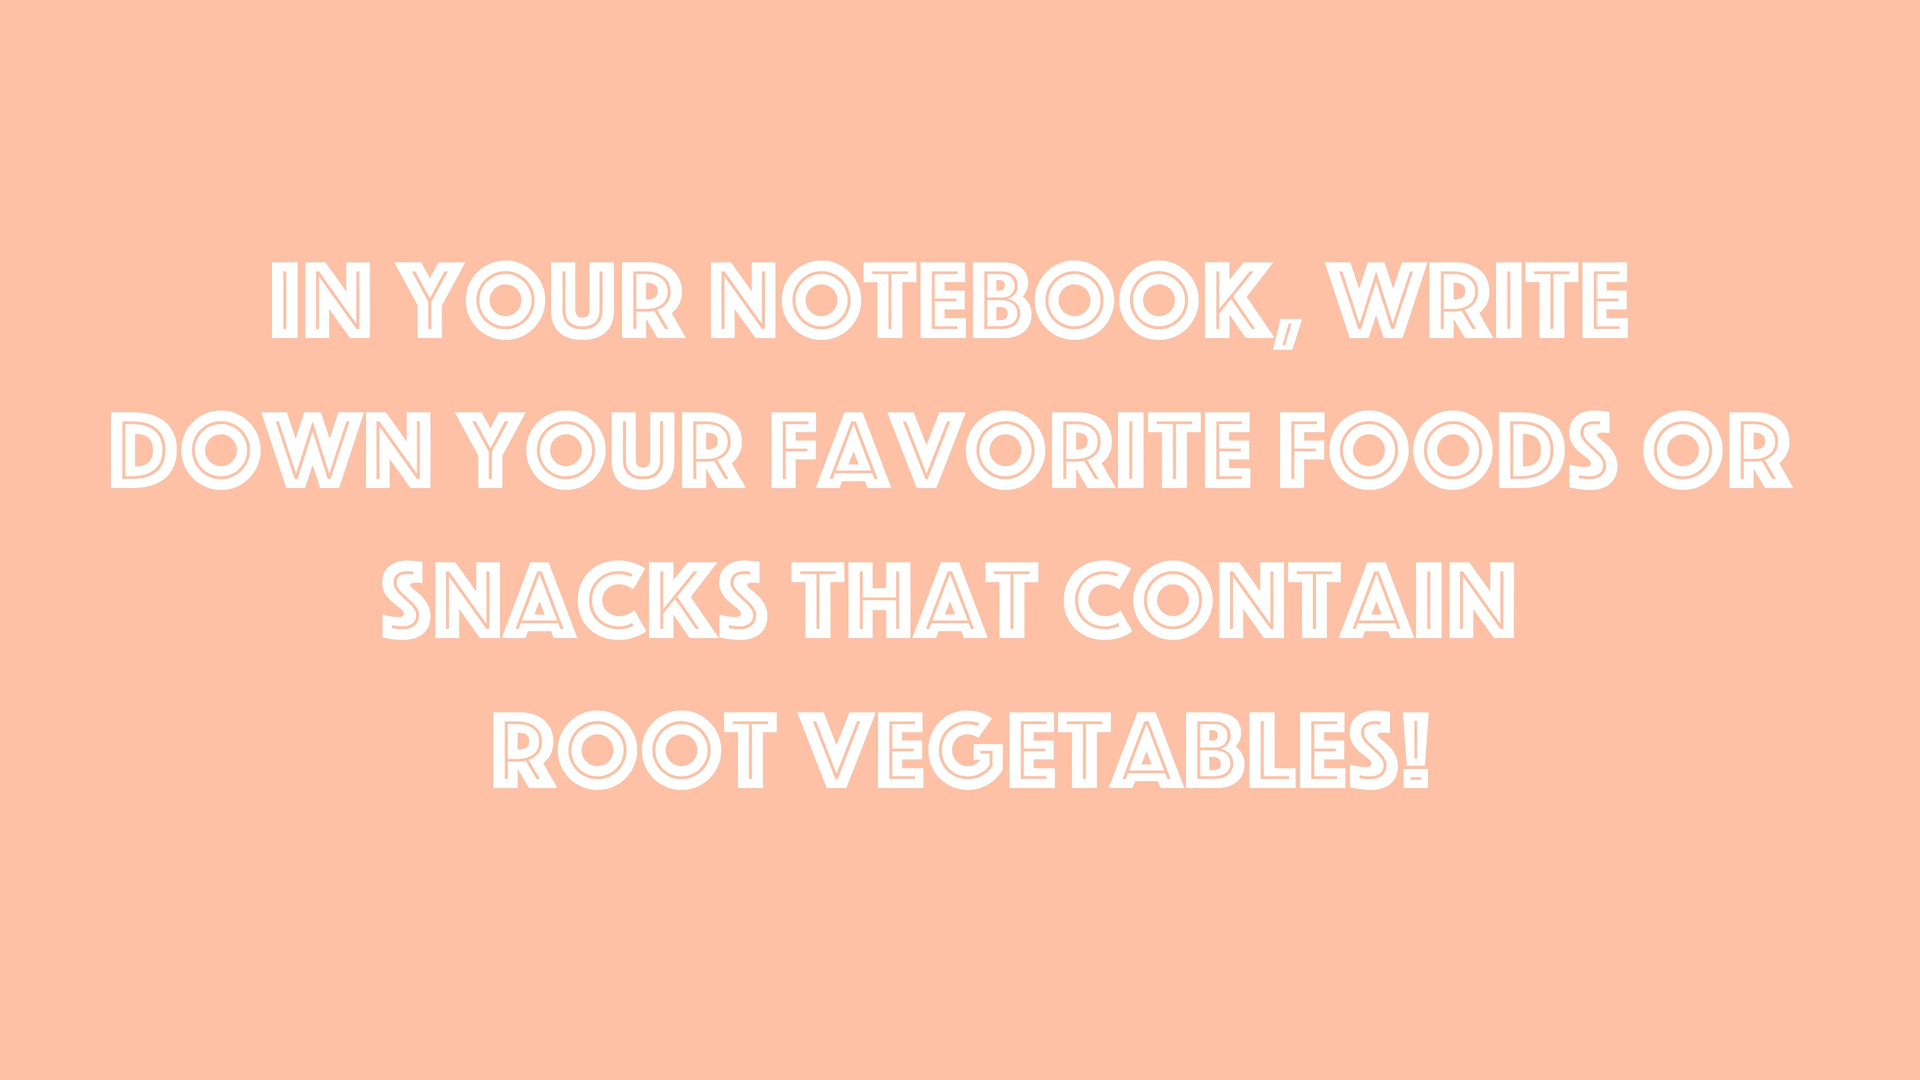 IN YOUR NOTEBOOK, WRITE
DOWN YOUR FAVORITE FOODS OR
SNACKS THAT CONTAIN
ROOT VEGETABLES!